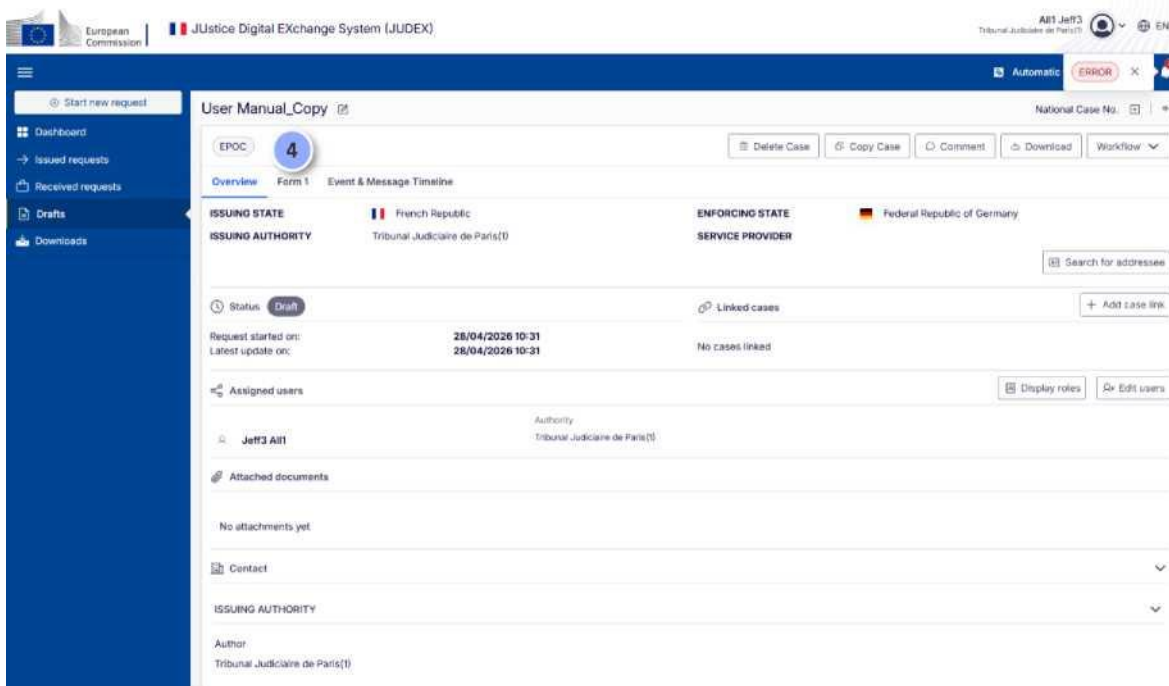 European Commission
JUstice Digital EXchange System (JUDEX)
All1 Jeff3
Tribunal Judiciaire de Paris(1)
EN
Automatic
ERROR
Start new request
Dashboard
Issued requests
Received requests
Drafts
Downloads
User Manual_Copy
National Case No.
EPOC
4
Delete Case
Copy Case
Comment
Download
Workflow
Overview Form 1 Event & Message Timeline
ISSUING STATE French Republic ENFORCING STATE Federal Republic of Germany
ISSUING AUTHORITY Tribunal Judiciaire de Paris(1) SERVICE PROVIDER
Search for addressee
Status Draft Linked cases + Add case link
Request started on: 28/04/2026 10:31
Latest update on: 28/04/2026 10:31
No cases linked
Assigned users Display roles Edit users
Authority
Jeff3 All1 Tribunal Judiciaire de Paris(1)
Attached documents
No attachments yet
Contact
ISSUING AUTHORITY
Author
Tribunal Judiciaire de Paris(1)